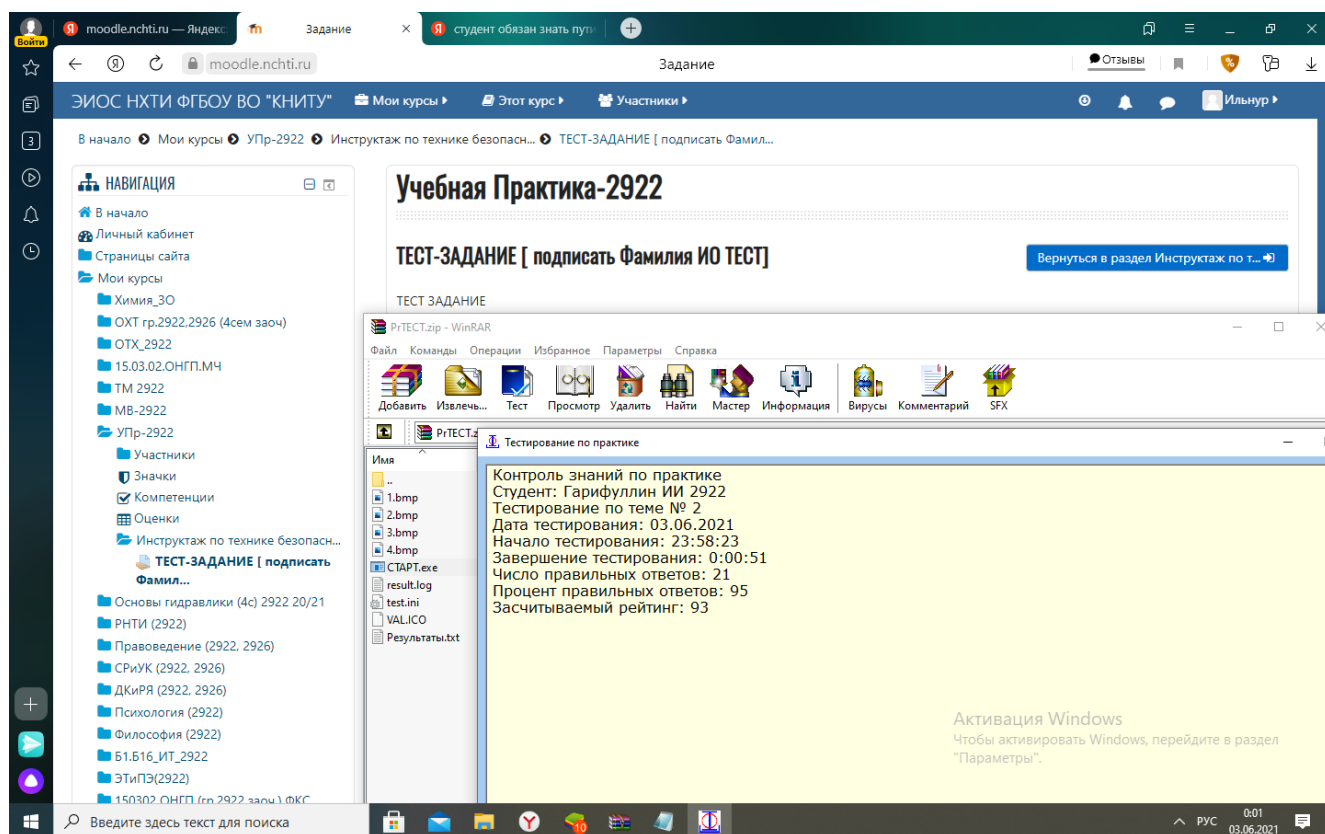 Войти
moodle.nchti.ru — Яндекс
Задание
студент обязан знать пути
moodle.nchti.ru
Задание
Отзывы
ЭИОС НХТИ ФГБОУ ВО "КНИТУ"
Мои курсы
Этот курс
Участники
Ильнур
В начало Мои курсы УПр-2922 Инструктаж по технике безопасн... ТЕСТ-ЗАДАНИЕ [ подписать Фамил...
3
НАВИГАЦИЯ
В начало
Личный кабинет
Страницы сайта
Мои курсы
Химия_ЗО
ОХТ гр.2922,2926 (4сем заоч)
ОТХ_2922
15.03.02.ОНГП.МЧ
ТМ 2922
МВ-2922
УПр-2922
Участники
Значки
Компетенции
Оценки
Инструктаж по технике безопасн...
ТЕСТ-ЗАДАНИЕ [ подписать
Фамил...
Основы гидравлики (4с) 2922 20/21
РНТИ (2922)
Правоведение (2922, 2926)
СРиУК (2922, 2926)
ДКиРЯ (2922, 2926)
Психология (2922)
Философия (2922)
Б1.Б16_ИТ_2922
ЭТиПЭ(2922)
150302 ОНГП (гр.2922 заоч.) ФКС
Учебная Практика-2922
ТЕСТ-ЗАДАНИЕ [ подписать Фамилия ИО ТЕСТ]
Вернуться в раздел Инструктаж по т...
ТЕСТ ЗАДАНИЕ
PrТЕСТ.zip - WinRAR
Файл Команды Операции Избранное Параметры Справка
Добавить Извлечь... Тест Просмотр Удалить Найти Мастер Информация Вирусы Комментарий SFX
PrТЕСТ.z
Имя
..
1.bmp
2.bmp
3.bmp
4.bmp
СТАРТ.exe
result.log
test.ini
VAL.ICO
Результаты.txt
Тестирование по практике
Контроль знаний по практике
Студент: Гарифуллин ИИ 2922
Тестирование по теме № 2
Дата тестирования: 03.06.2021
Начало тестирования: 23:58:23
Завершение тестирования: 0:00:51
Число правильных ответов: 21
Процент правильных ответов: 95
Засчитываемый рейтинг: 93
Активация Windows
Чтобы активировать Windows, перейдите в раздел
"Параметры".
Введите здесь текст для поиска
10
РУС
0:01
03.06.2021